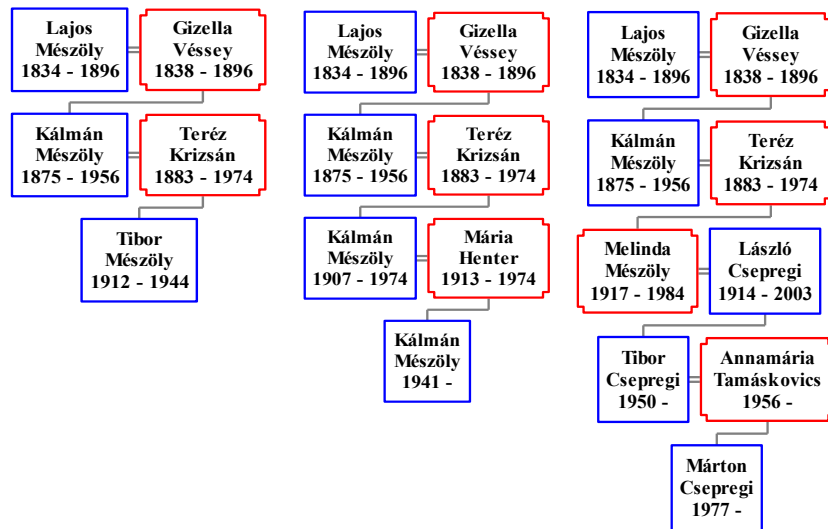 Lajos
Mészöly
1834 - 1896
Gizella
Véssey
1838 - 1896
Kálmán
Mészöly
1875 - 1956
Teréz
Krizsán
1883 - 1974
Tibor
Mészöly
1912 - 1944
Lajos
Mészöly
1834 - 1896
Gizella
Véssey
1838 - 1896
Kálmán
Mészöly
1875 - 1956
Teréz
Krizsán
1883 - 1974
Kálmán
Mészöly
1907 - 1974
Mária
Henter
1913 - 1974
Kálmán
Mészöly
1941 -
Lajos
Mészöly
1834 - 1896
Gizella
Véssey
1838 - 1896
Kálmán
Mészöly
1875 - 1956
Teréz
Krizsán
1883 - 1974
Melinda
Mészöly
1917 - 1984
László
Csepregi
1914 - 2003
Tibor
Csepregi
1950 -
Annamária
Tamáskovics
1956 -
Márton
Csepregi
1977 -